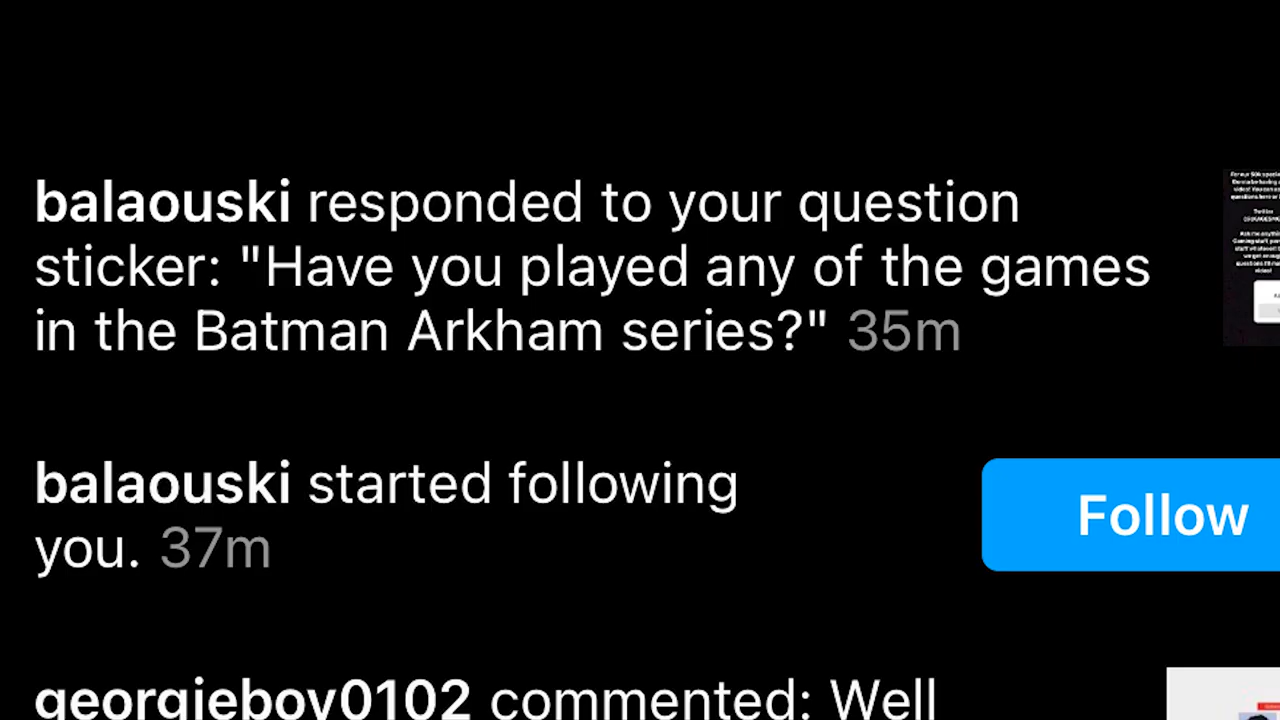 balaouski responded to your question
sticker: "Have you played any of the games
in the Batman Arkham series?" 35m
balaouski started following
you. 37m
Follow
georgieboy0102 commented: Well